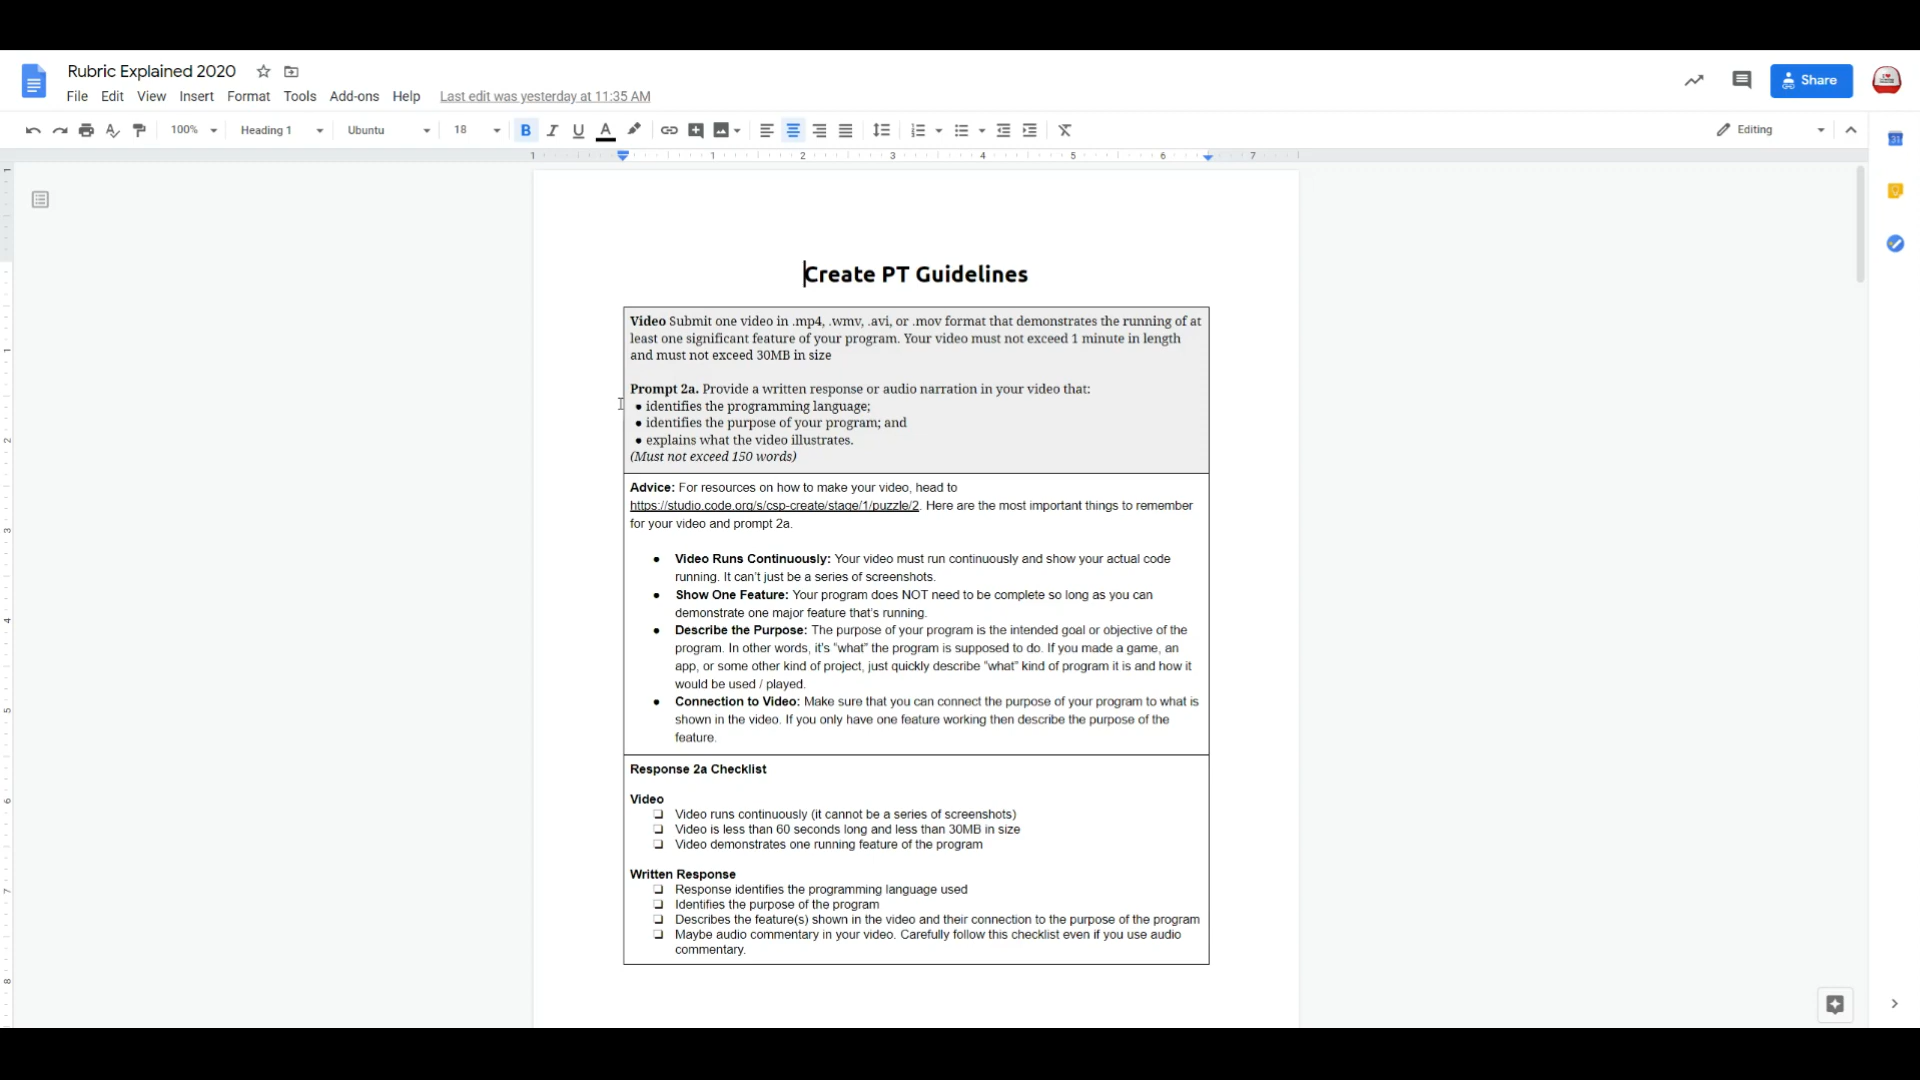 Rubric Explained 2020
File Edit View Insert Format Tools Add-ons Help Last edit was yesterday at 11:35 AM
Share
100% Heading 1 Ubuntu 18 B I U A Editing
1 1 2 3 4 5 6 7
31
Create PT Guidelines
Video Submit one video in .mp4, .wmv, .avi, or .mov format that demonstrates the running of at
least one significant feature of your program. Your video must not exceed 1 minute in length
and must not exceed 30MB in size
Prompt 2a. Provide a written response or audio narration in your video that:
● identifies the programming language;
● identifies the purpose of your program; and
● explains what the video illustrates.
(Must not exceed 150 words)
Advice: For resources on how to make your video, head to
https://studio.code.org/s/csp-create/stage/1/puzzle/2. Here are the most important things to remember
for your video and prompt 2a.
● Video Runs Continuously: Your video must run continuously and show your actual code
running. It can't just be a series of screenshots.
● Show One Feature: Your program does NOT need to be complete so long as you can
demonstrate one major feature that's running.
● Describe the Purpose: The purpose of your program is the intended goal or objective of the
program. In other words, it's "what" the program is supposed to do. If you made a game, an
app, or some other kind of project, just quickly describe "what" kind of program it is and how it
would be used / played.
● Connection to Video: Make sure that you can connect the purpose of your program to what is
shown in the video. If you only have one feature working then describe the purpose of the
feature.
Response 2a Checklist
Video
❏ Video runs continuously (it cannot be a series of screenshots)
❏ Video is less than 60 seconds long and less than 30MB in size
❏ Video demonstrates one running feature of the program
Written Response
❏ Response identifies the programming language used
❏ Identifies the purpose of the program
❏ Describes the feature(s) shown in the video and their connection to the purpose of the program
❏ Maybe audio commentary in your video. Carefully follow this checklist even if you use audio
commentary.